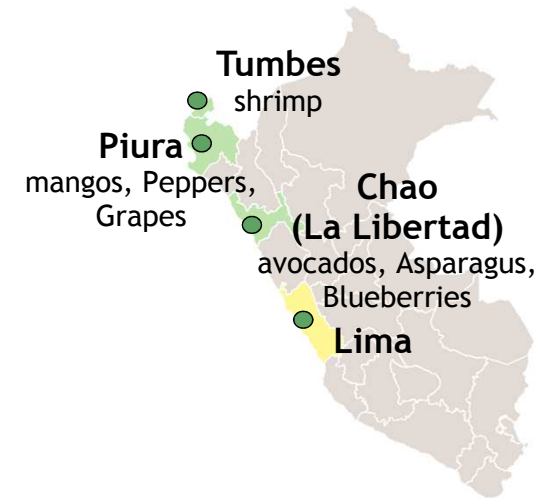 Tumbes
shrimp
Piura
mangos, Peppers,
Grapes
Chao
(La Libertad)
avocados, Asparagus,
Blueberries
Lima